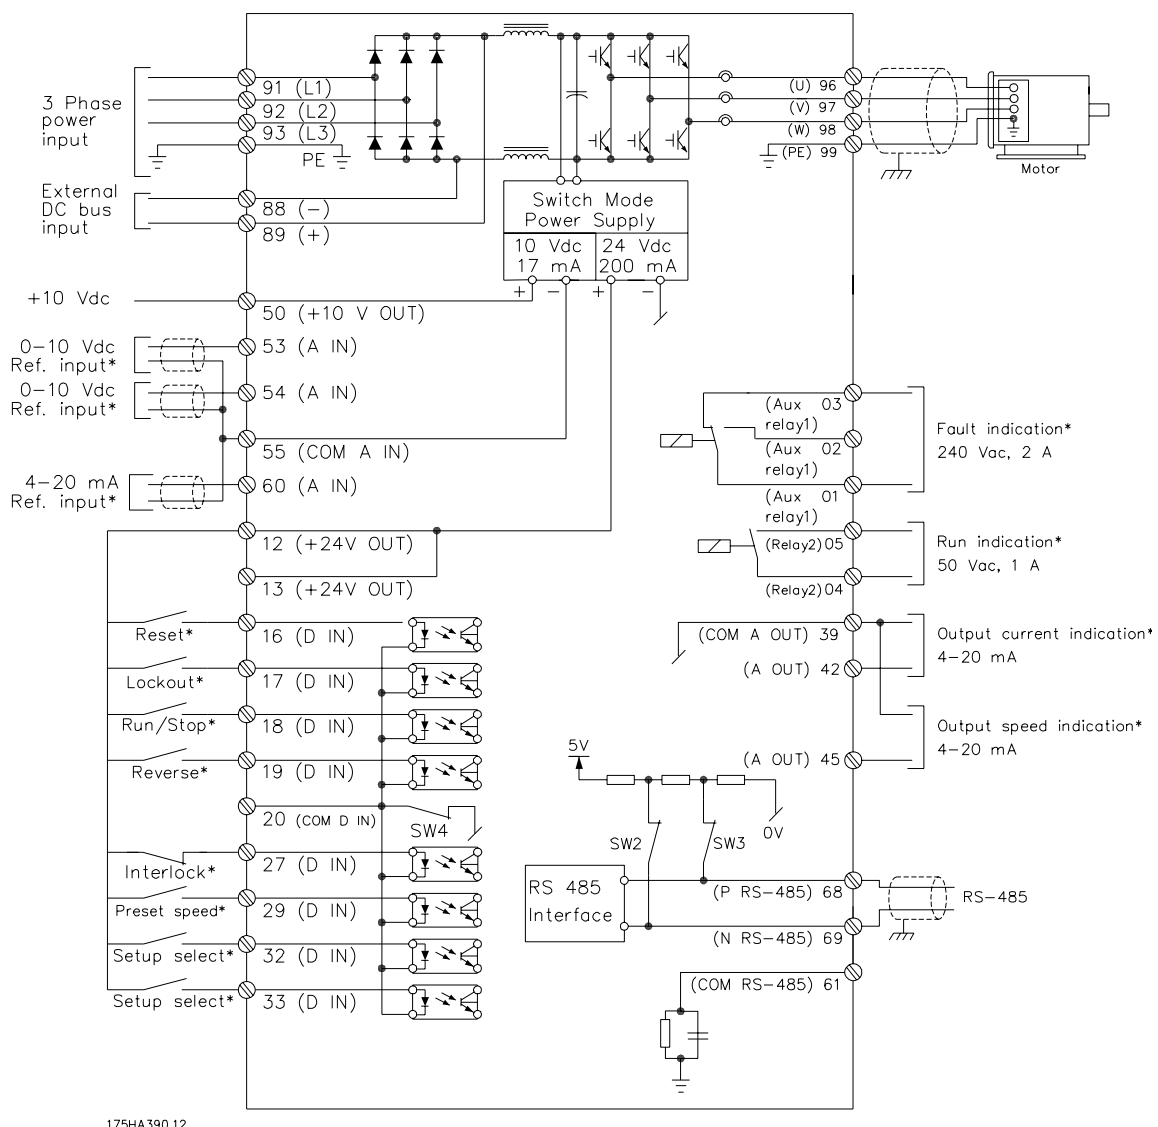 3 Phase
power
input
91 (L1)
92 (L2)
93 (L3)
PE
External
DC bus
input
88 (−)
89 (+)
(U) 96
(V) 97
(W) 98
(PE) 99
Motor
Switch Mode
Power Supply
10 Vdc
17 mA
24 Vdc
200 mA
+ − + −
+10 Vdc
50 (+10 V OUT)
0−10 Vdc
Ref. input*
53 (A IN)
0−10 Vdc
Ref. input*
54 (A IN)
55 (COM A IN)
4−20 mA
Ref. input*
60 (A IN)
12 (+24V OUT)
13 (+24V OUT)
Reset*
16 (D IN)
Lockout*
17 (D IN)
Run/Stop*
18 (D IN)
Reverse*
19 (D IN)
20 (COM D IN)
SW4
Interlock*
27 (D IN)
Preset speed*
29 (D IN)
Setup select*
32 (D IN)
Setup select*
33 (D IN)
(Aux 03
relay1)
(Aux 02
relay1)
(Aux 01
relay1)
Fault indication*
240 Vac, 2 A
(Relay2) 05
(Relay2) 04
Run indication*
50 Vac, 1 A
(COM A OUT) 39
(A OUT) 42
Output current indication*
4−20 mA
(A OUT) 45
Output speed indication*
4−20 mA
5V
0V
SW2
SW3
RS 485
Interface
(P RS−485) 68
(N RS−485) 69
RS−485
(COM RS−485) 61
175HA390.12